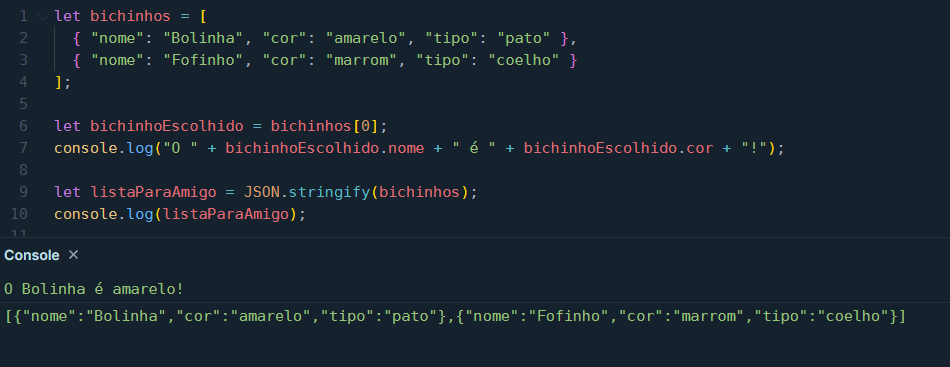 1 let bichinhos = [
2 { "nome": "Bolinha", "cor": "amarelo", "tipo": "pato" },
3 { "nome": "Fofinho", "cor": "marrom", "tipo": "coelho" }
4 ];
5
6 let bichinhoEscolhido = bichinhos[0];
7 console.log("O " + bichinhoEscolhido.nome + " é " + bichinhoEscolhido.cor + "!");
8
9 let listaParaAmigo = JSON.stringify(bichinhos);
10 console.log(listaParaAmigo);
11
Console ✕
O Bolinha é amarelo!
[{"nome":"Bolinha","cor":"amarelo","tipo":"pato"},{"nome":"Fofinho","cor":"marrom","tipo":"coelho"}]